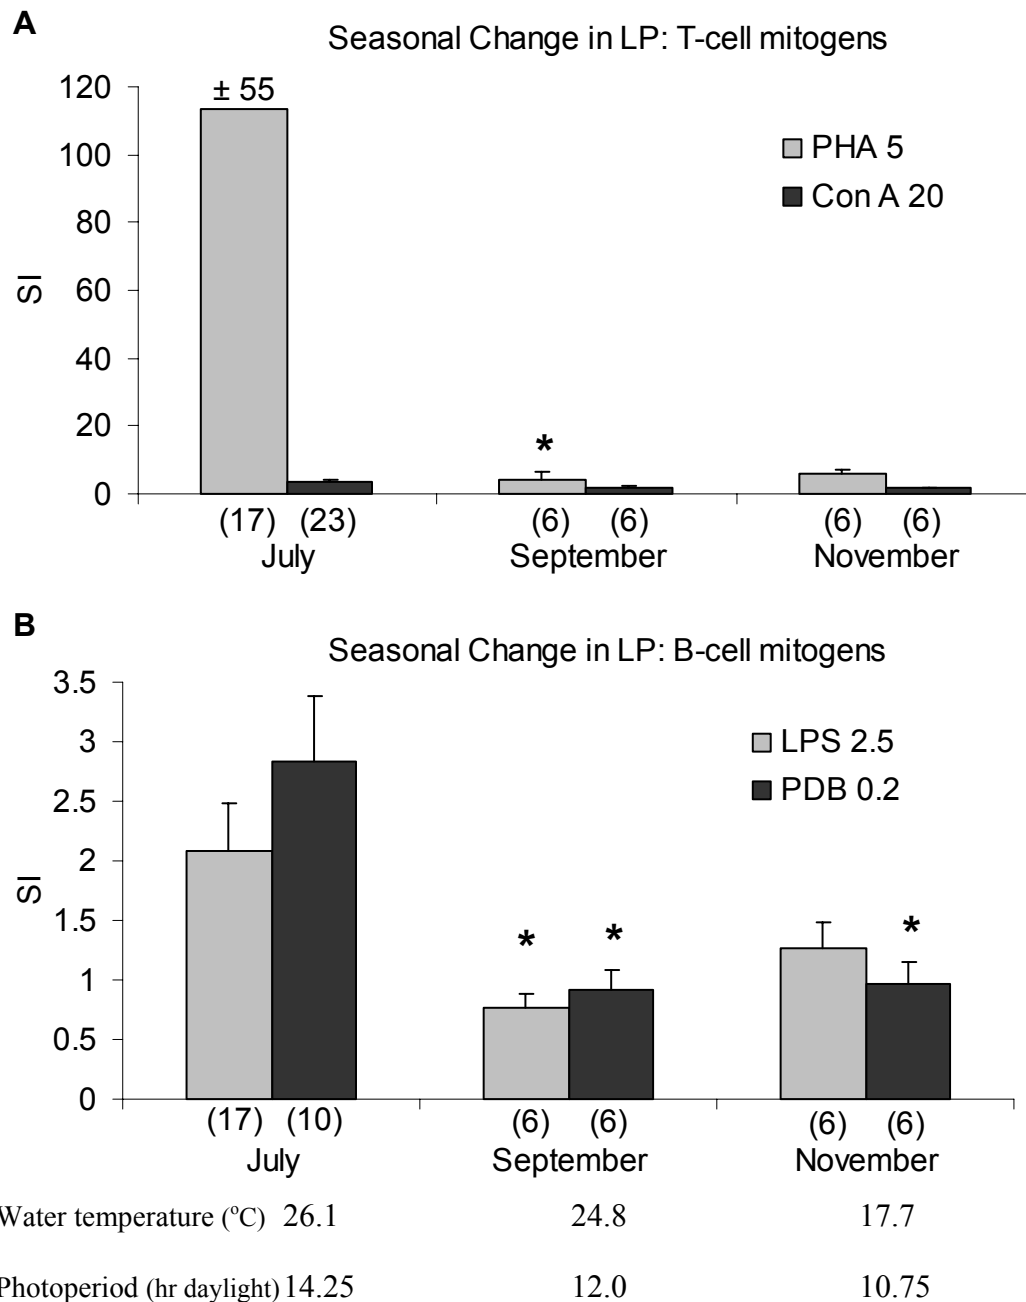 A
Seasonal Change in LP: T-cell mitogens
± 55
120
100
80
60
40
20
0
SI
PHA 5
Con A 20
*
(17) (23) (6) (6) (6) (6)
July September November
B
Seasonal Change in LP: B-cell mitogens
3.5
3
2.5
2
1.5
1
0.5
0
SI
LPS 2.5
PDB 0.2
* * *
(17) (10) (6) (6) (6) (6)
July September November
Water temperature (°C) 26.1 24.8 17.7
Photoperiod (hr daylight) 14.25 12.0 10.75